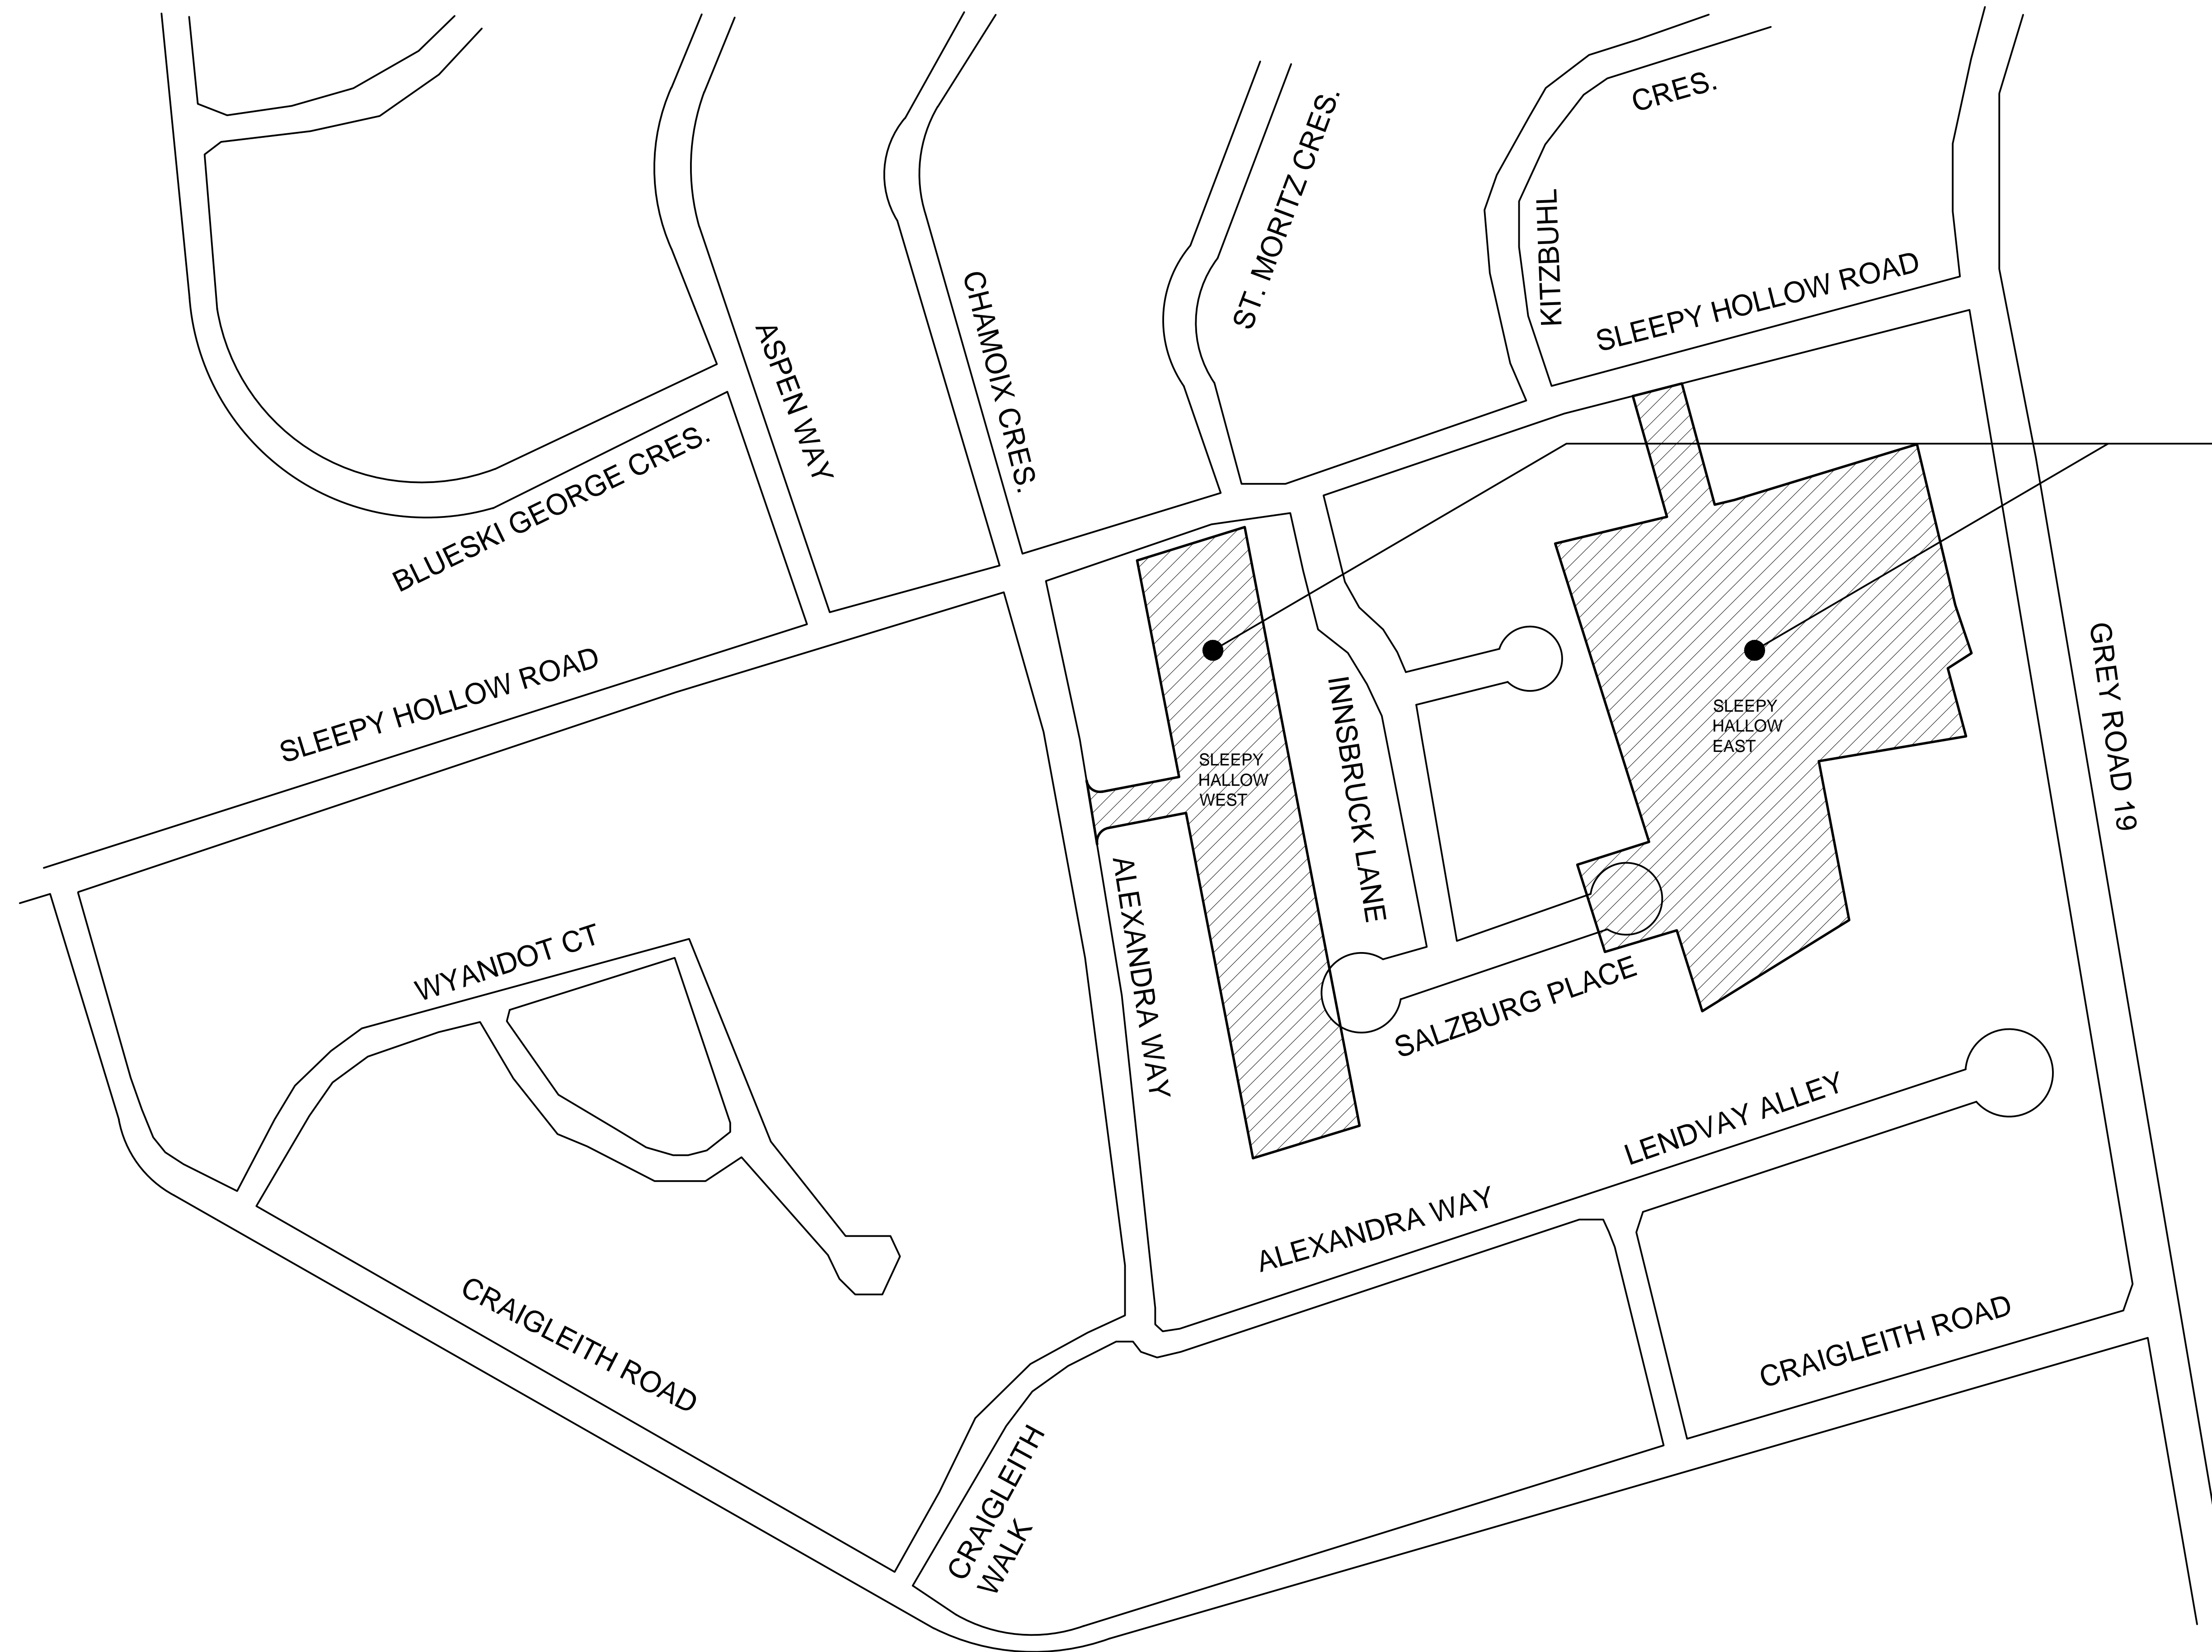 CRES.
ST. MORITZ CRES.
KITZBUHL
SLEEPY HOLLOW ROAD
CHAMOIX CRES.
ASPEN WAY
BLUESKI GEORGE CRES.
SLEEPY HOLLOW ROAD
INNSBRUCK LANE
SLEEPY
HALLOW
WEST
SLEEPY
HALLOW
EAST
GREY ROAD 19
ALEXANDRA WAY
WYANDOT CT
SALZBURG PLACE
LENDVAY ALLEY
ALEXANDRA WAY
CRAIGLEITH ROAD
CRAIGLEITH ROAD
CRAIGLEITH
WALK